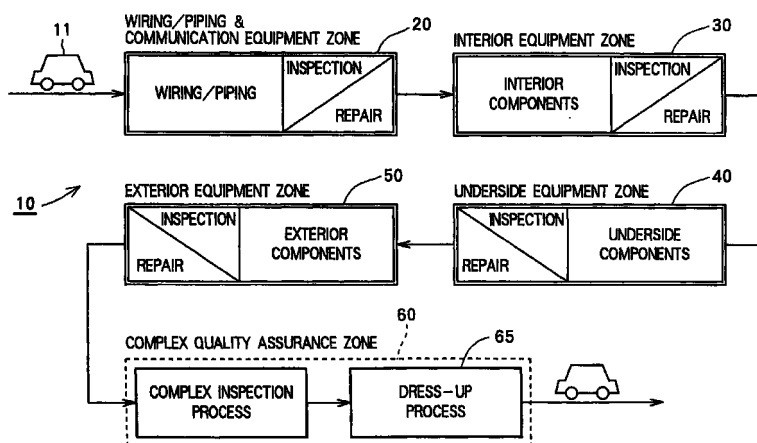 11
WIRING/PIPING &
COMMUNICATION EQUIPMENT ZONE
20
WIRING/PIPING
INSPECTION
REPAIR
INTERIOR EQUIPMENT ZONE
30
INTERIOR
COMPONENTS
INSPECTION
REPAIR
10
EXTERIOR EQUIPMENT ZONE
50
INSPECTION
REPAIR
EXTERIOR
COMPONENTS
UNDERSIDE EQUIPMENT ZONE
40
INSPECTION
REPAIR
UNDERSIDE
COMPONENTS
COMPLEX QUALITY ASSURANCE ZONE
60
65
COMPLEX INSPECTION
PROCESS
DRESS-UP
PROCESS